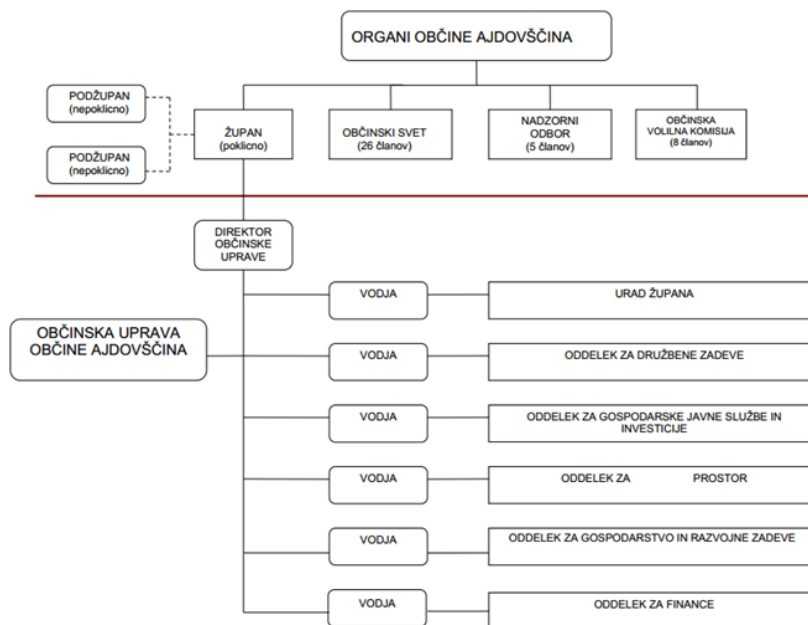 ORGANI OBČINE AJDOVŠČINA
PODŽUPAN
(nepoklicno)
PODŽUPAN
(nepoklicno)
ŽUPAN
(poklicno)
OBČINSKI SVET
(26 članov)
NADZORNI
ODBOR
(5 članov)
OBČINSKA
VOLILNA KOMISIJA
(8 članov)
DIREKTOR
OBČINSKE
UPRAVE
OBČINSKA UPRAVA
OBČINE AJDOVŠČINA
VODJA
URAD ŽUPANA
VODJA
ODDELEK ZA DRUŽBENE ZADEVE
VODJA
ODDELEK ZA GOSPODARSKE JAVNE SLUŽBE IN
INVESTICIJE
VODJA
ODDELEK ZA PROSTOR
VODJA
ODDELEK ZA GOSPODARSTVO IN RAZVOJNE ZADEVE
VODJA
ODDELEK ZA FINANCE